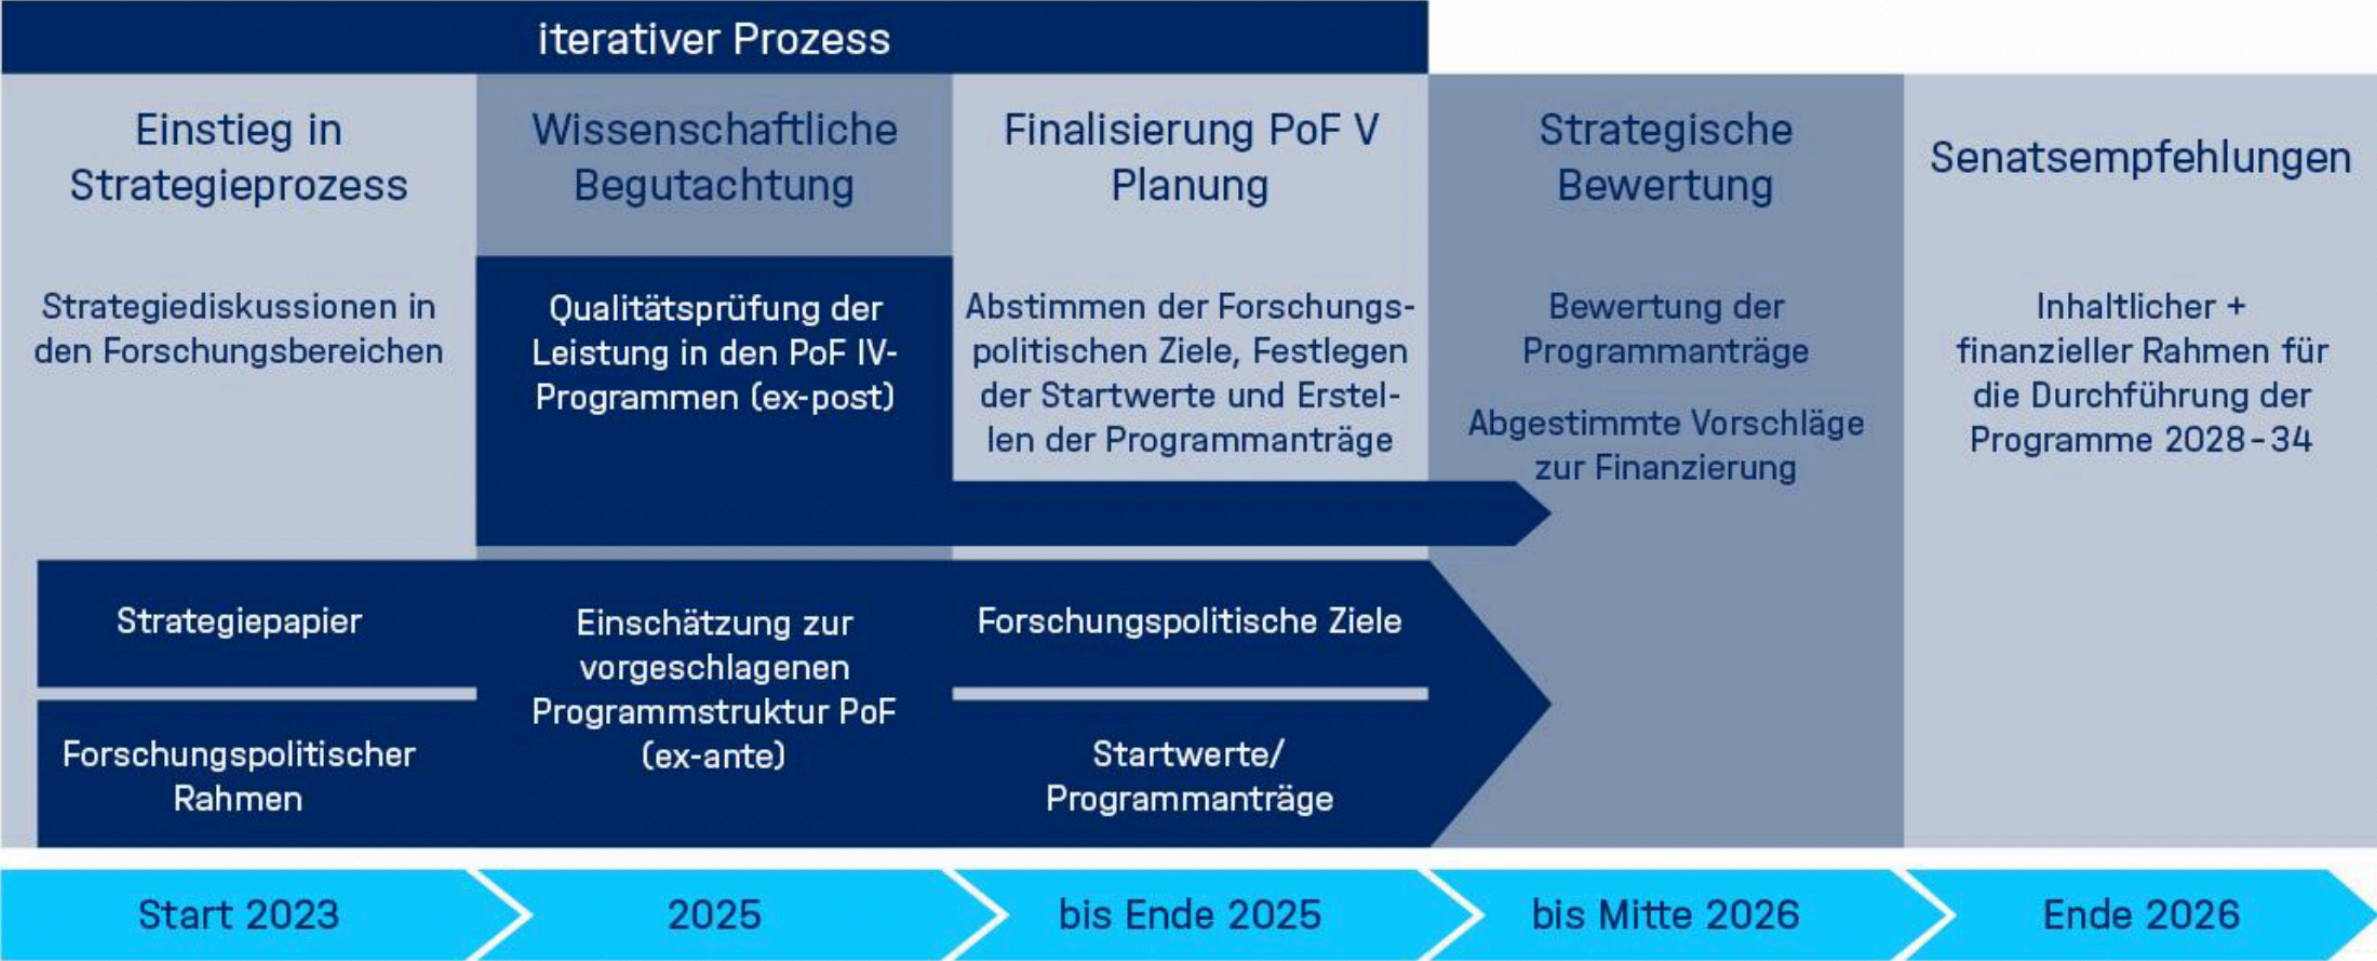 iterativer Prozess
Einstieg in
Strategieprozess
Strategiediskussionen in
den Forschungsbereichen
Wissenschaftliche
Begutachtung
Qualitätsprüfung der
Leistung in den PoF IV-
Programmen (ex-post)
Finalisierung PoF V
Planung
Abstimmen der Forschungs-
politischen Ziele, Festlegen
der Startwerte und Erstel-
len der Programmanträge
Strategische
Bewertung
Bewertung der
Programmanträge
Abgestimmte Vorschläge
zur Finanzierung
Senatsempfehlungen
Inhaltlicher +
finanzieller Rahmen für
die Durchführung der
Programme 2028-34
Strategiepapier
Forschungspolitischer
Rahmen
Einschätzung zur
vorgeschlagenen
Programmstruktur PoF
(ex-ante)
Forschungspolitische Ziele
Startwerte/
Programmanträge
Start 2023
2025
bis Ende 2025
bis Mitte 2026
Ende 2026